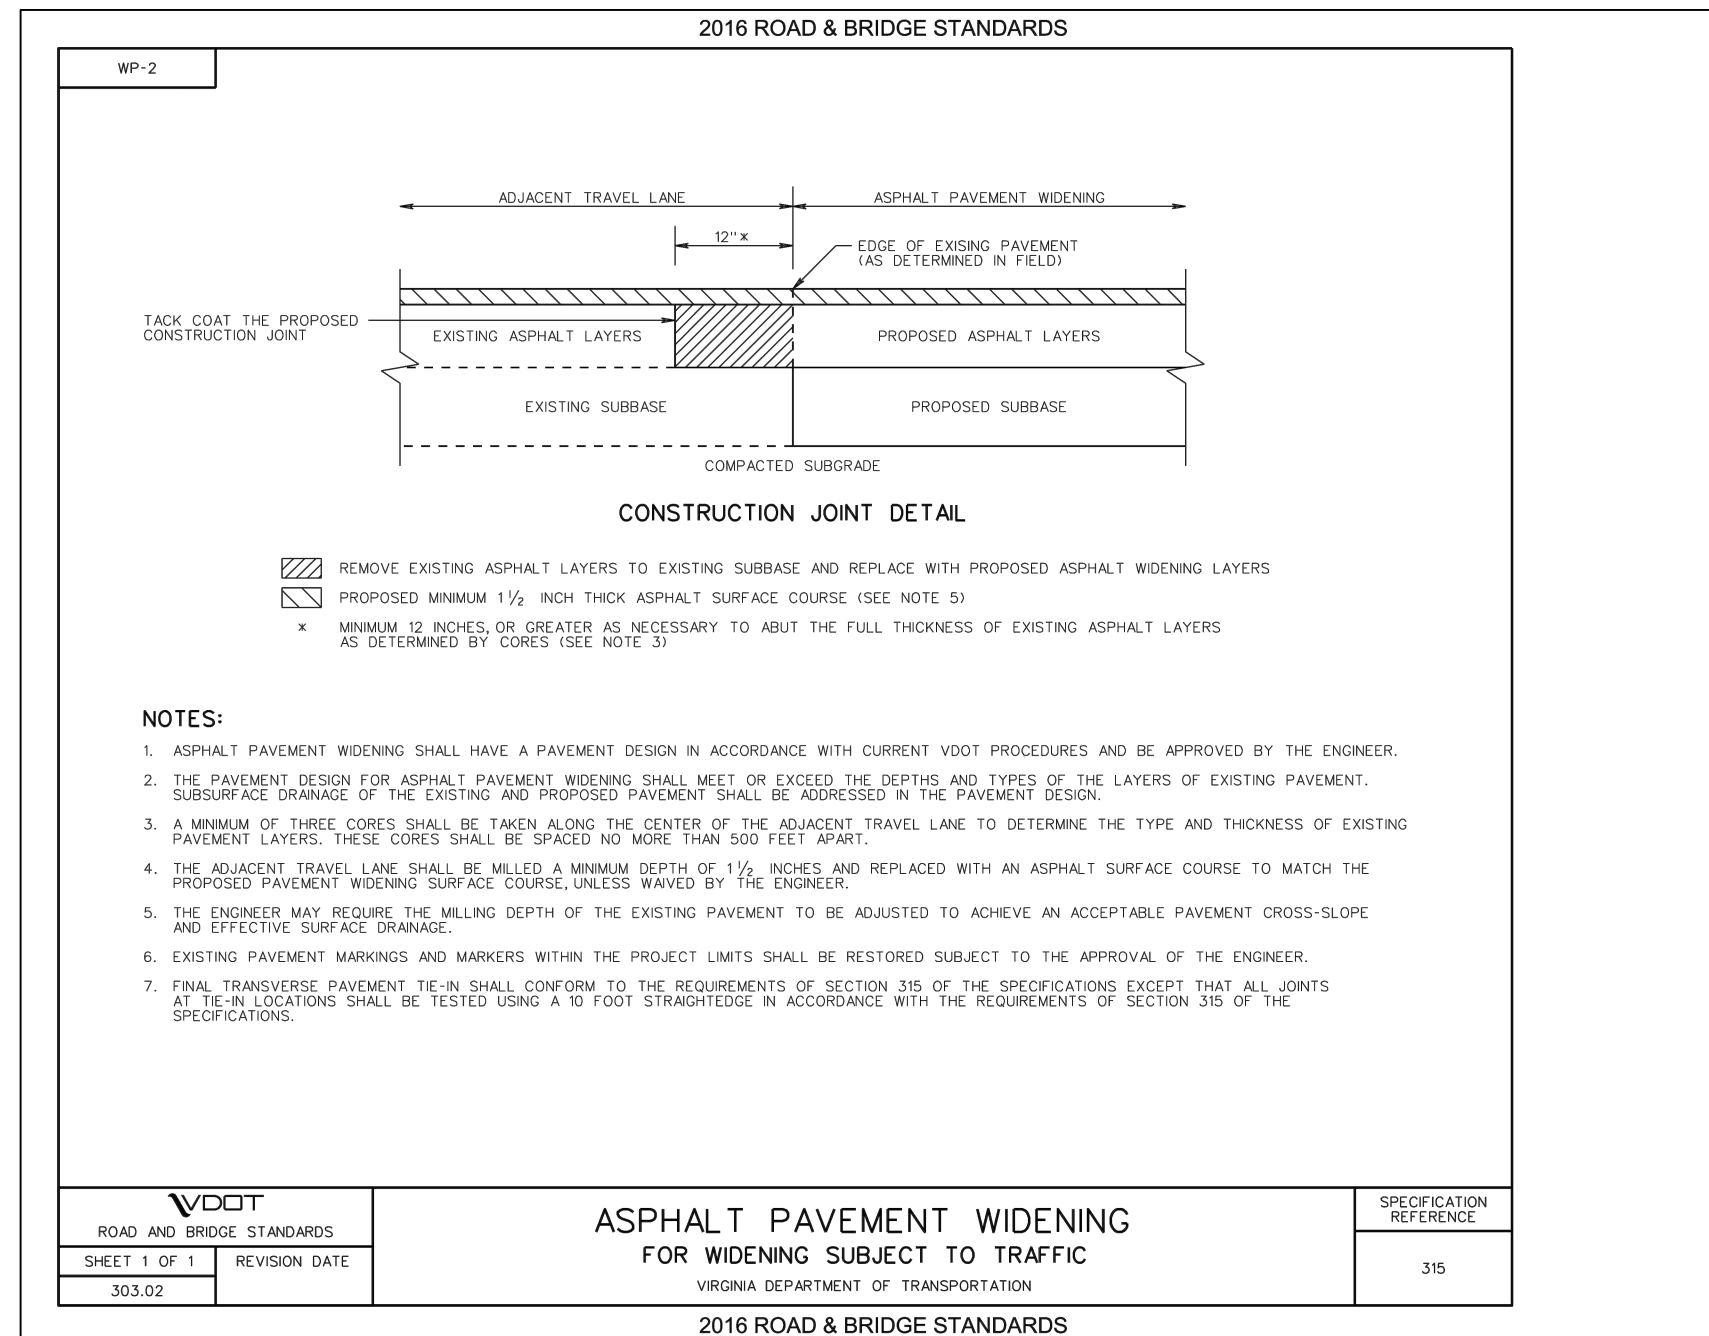 2016 ROAD & BRIDGE STANDARDS
WP-2
ADJACENT TRAVEL LANE
ASPHALT PAVEMENT WIDENING
12"*
EDGE OF EXISING PAVEMENT
(AS DETERMINED IN FIELD)
TACK COAT THE PROPOSED
CONSTRUCTION JOINT
EXISTING ASPHALT LAYERS
PROPOSED ASPHALT LAYERS
EXISTING SUBBASE
PROPOSED SUBBASE
COMPACTED SUBGRADE
CONSTRUCTION JOINT DETAIL
REMOVE EXISTING ASPHALT LAYERS TO EXISTING SUBBASE AND REPLACE WITH PROPOSED ASPHALT WIDENING LAYERS
PROPOSED MINIMUM 1 1/2 INCH THICK ASPHALT SURFACE COURSE (SEE NOTE 5)
* MINIMUM 12 INCHES, OR GREATER AS NECESSARY TO ABUT THE FULL THICKNESS OF EXISTING ASPHALT LAYERS
AS DETERMINED BY CORES (SEE NOTE 3)
NOTES:
1. ASPHALT PAVEMENT WIDENING SHALL HAVE A PAVEMENT DESIGN IN ACCORDANCE WITH CURRENT VDOT PROCEDURES AND BE APPROVED BY THE ENGINEER.
2. THE PAVEMENT DESIGN FOR ASPHALT PAVEMENT WIDENING SHALL MEET OR EXCEED THE DEPTHS AND TYPES OF THE LAYERS OF EXISTING PAVEMENT.
SUBSURFACE DRAINAGE OF THE EXISTING AND PROPOSED PAVEMENT SHALL BE ADDRESSED IN THE PAVEMENT DESIGN.
3. A MINIMUM OF THREE CORES SHALL BE TAKEN ALONG THE CENTER OF THE ADJACENT TRAVEL LANE TO DETERMINE THE TYPE AND THICKNESS OF EXISTING
PAVEMENT LAYERS. THESE CORES SHALL BE SPACED NO MORE THAN 500 FEET APART.
4. THE ADJACENT TRAVEL LANE SHALL BE MILLED A MINIMUM DEPTH OF 1 1/2 INCHES AND REPLACED WITH AN ASPHALT SURFACE COURSE TO MATCH THE
PROPOSED PAVEMENT WIDENING SURFACE COURSE, UNLESS WAIVED BY THE ENGINEER.
5. THE ENGINEER MAY REQUIRE THE MILLING DEPTH OF THE EXISTING PAVEMENT TO BE ADJUSTED TO ACHIEVE AN ACCEPTABLE PAVEMENT CROSS-SLOPE
AND EFFECTIVE SURFACE DRAINAGE.
6. EXISTING PAVEMENT MARKINGS AND MARKERS WITHIN THE PROJECT LIMITS SHALL BE RESTORED SUBJECT TO THE APPROVAL OF THE ENGINEER.
7. FINAL TRANSVERSE PAVEMENT TIE-IN SHALL CONFORM TO THE REQUIREMENTS OF SECTION 315 OF THE SPECIFICATIONS EXCEPT THAT ALL JOINTS
AT TIE-IN LOCATIONS SHALL BE TESTED USING A 10 FOOT STRAIGHTEDGE IN ACCORDANCE WITH THE REQUIREMENTS OF SECTION 315 OF THE
SPECIFICATIONS.
VDOT
ROAD AND BRIDGE STANDARDS
SHEET 1 OF 1
REVISION DATE
303.02
ASPHALT PAVEMENT WIDENING
FOR WIDENING SUBJECT TO TRAFFIC
VIRGINIA DEPARTMENT OF TRANSPORTATION
SPECIFICATION
REFERENCE
315
2016 ROAD & BRIDGE STANDARDS